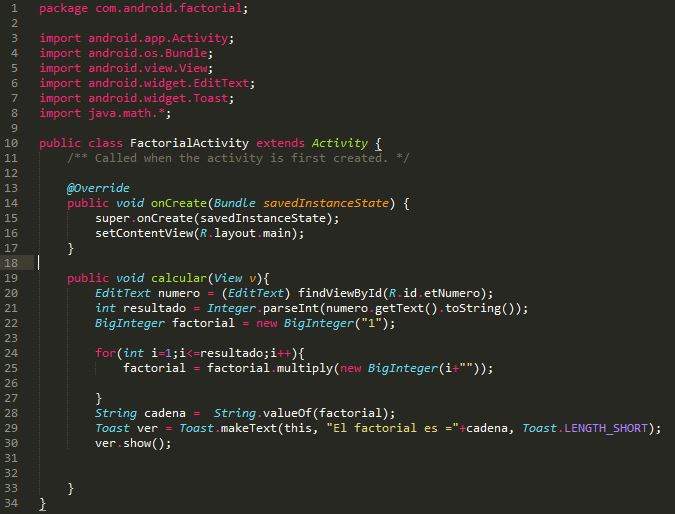 1 package com.android.factorial;
2
3 import android.app.Activity;
4 import android.os.Bundle;
5 import android.view.View;
6 import android.widget.EditText;
7 import android.widget.Toast;
8 import java.math.*;
9
10 public class FactorialActivity extends Activity {
11 /** Called when the activity is first created. */
12
13 @Override
14 public void onCreate(Bundle savedInstanceState) {
15 super.onCreate(savedInstanceState);
16 setContentView(R.layout.main);
17 }
18
19 public void calcular(View v){
20 EditText numero = (EditText) findViewById(R.id.etNumero);
21 int resultado = Integer.parseInt(numero.getText().toString());
22 BigInteger factorial = new BigInteger("1");
23
24 for(int i=1;i<=resultado;i++){
25 factorial = factorial.multiply(new BigInteger(i+""));
26
27 }
28 String cadena =  String.valueOf(factorial);
29 Toast ver = Toast.makeText(this, "El factorial es ="+cadena, Toast.LENGTH_SHORT);
30 ver.show();
31
32
33 }
34 }